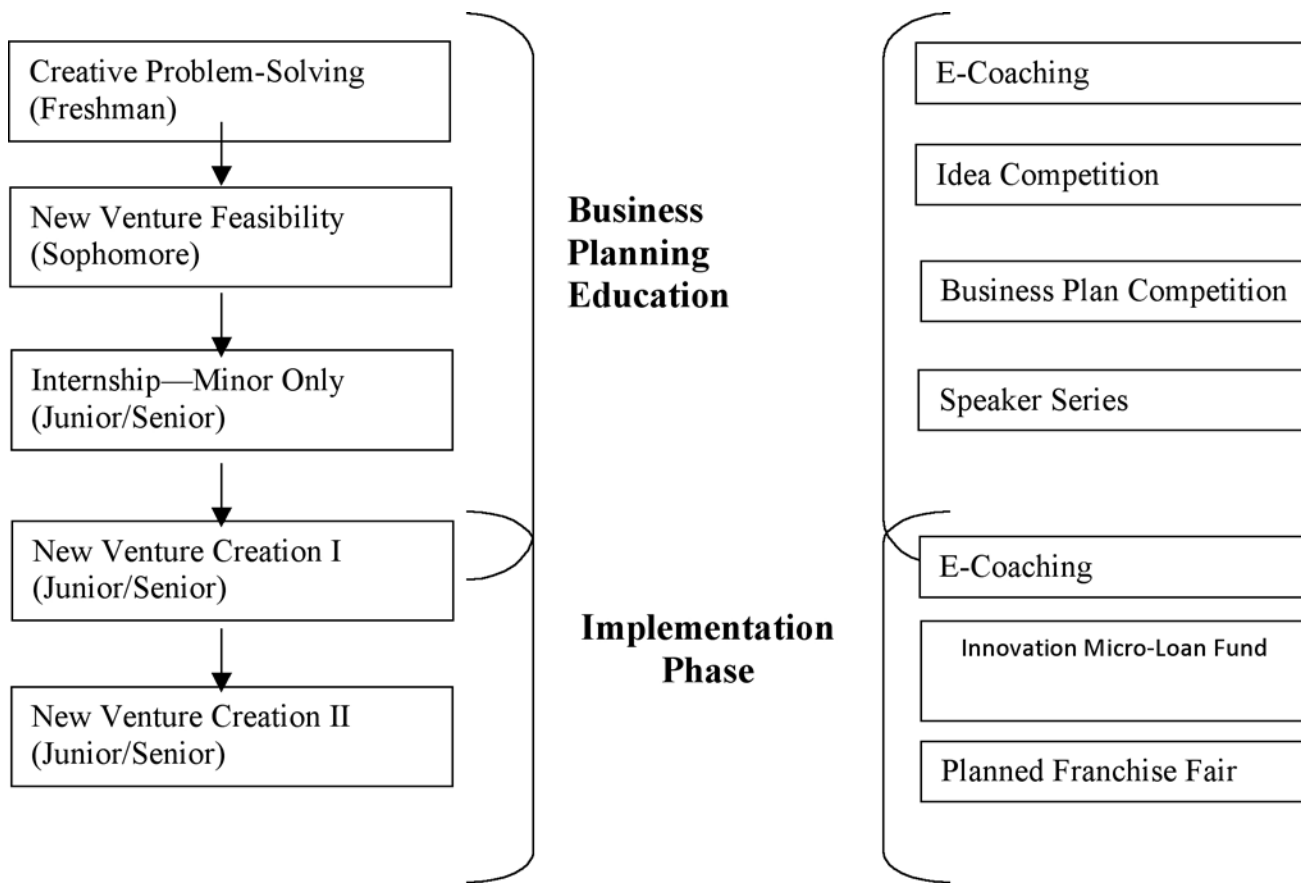 Creative Problem-Solving
(Freshman)
New Venture Feasibility
(Sophomore)
Internship—Minor Only
(Junior/Senior)
New Venture Creation I
(Junior/Senior)
New Venture Creation II
(Junior/Senior)
Business
Planning
Education
Implementation
Phase
E-Coaching
Idea Competition
Business Plan Competition
Speaker Series
E-Coaching
Innovation Micro-Loan Fund
Planned Franchise Fair